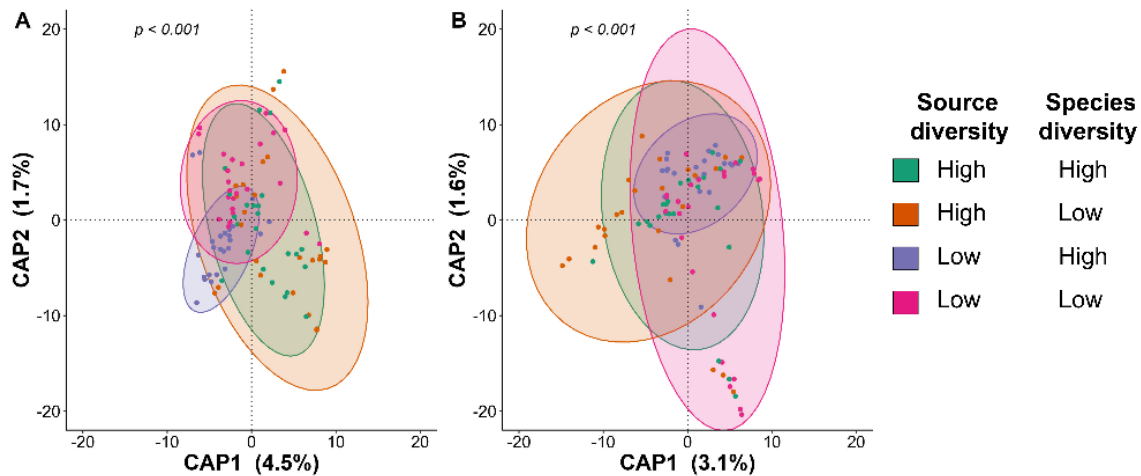 A
p < 0.001
20
10
0
-10
-20
-20
-10
0
10
20
CAP2 (1.7%)
CAP1 (4.5%)
B
p < 0.001
20
10
0
-10
-20
-20
-10
0
10
20
CAP2 (1.6%)
CAP1 (3.1%)
Source Species
diversity diversity
High High
High Low
Low High
Low Low